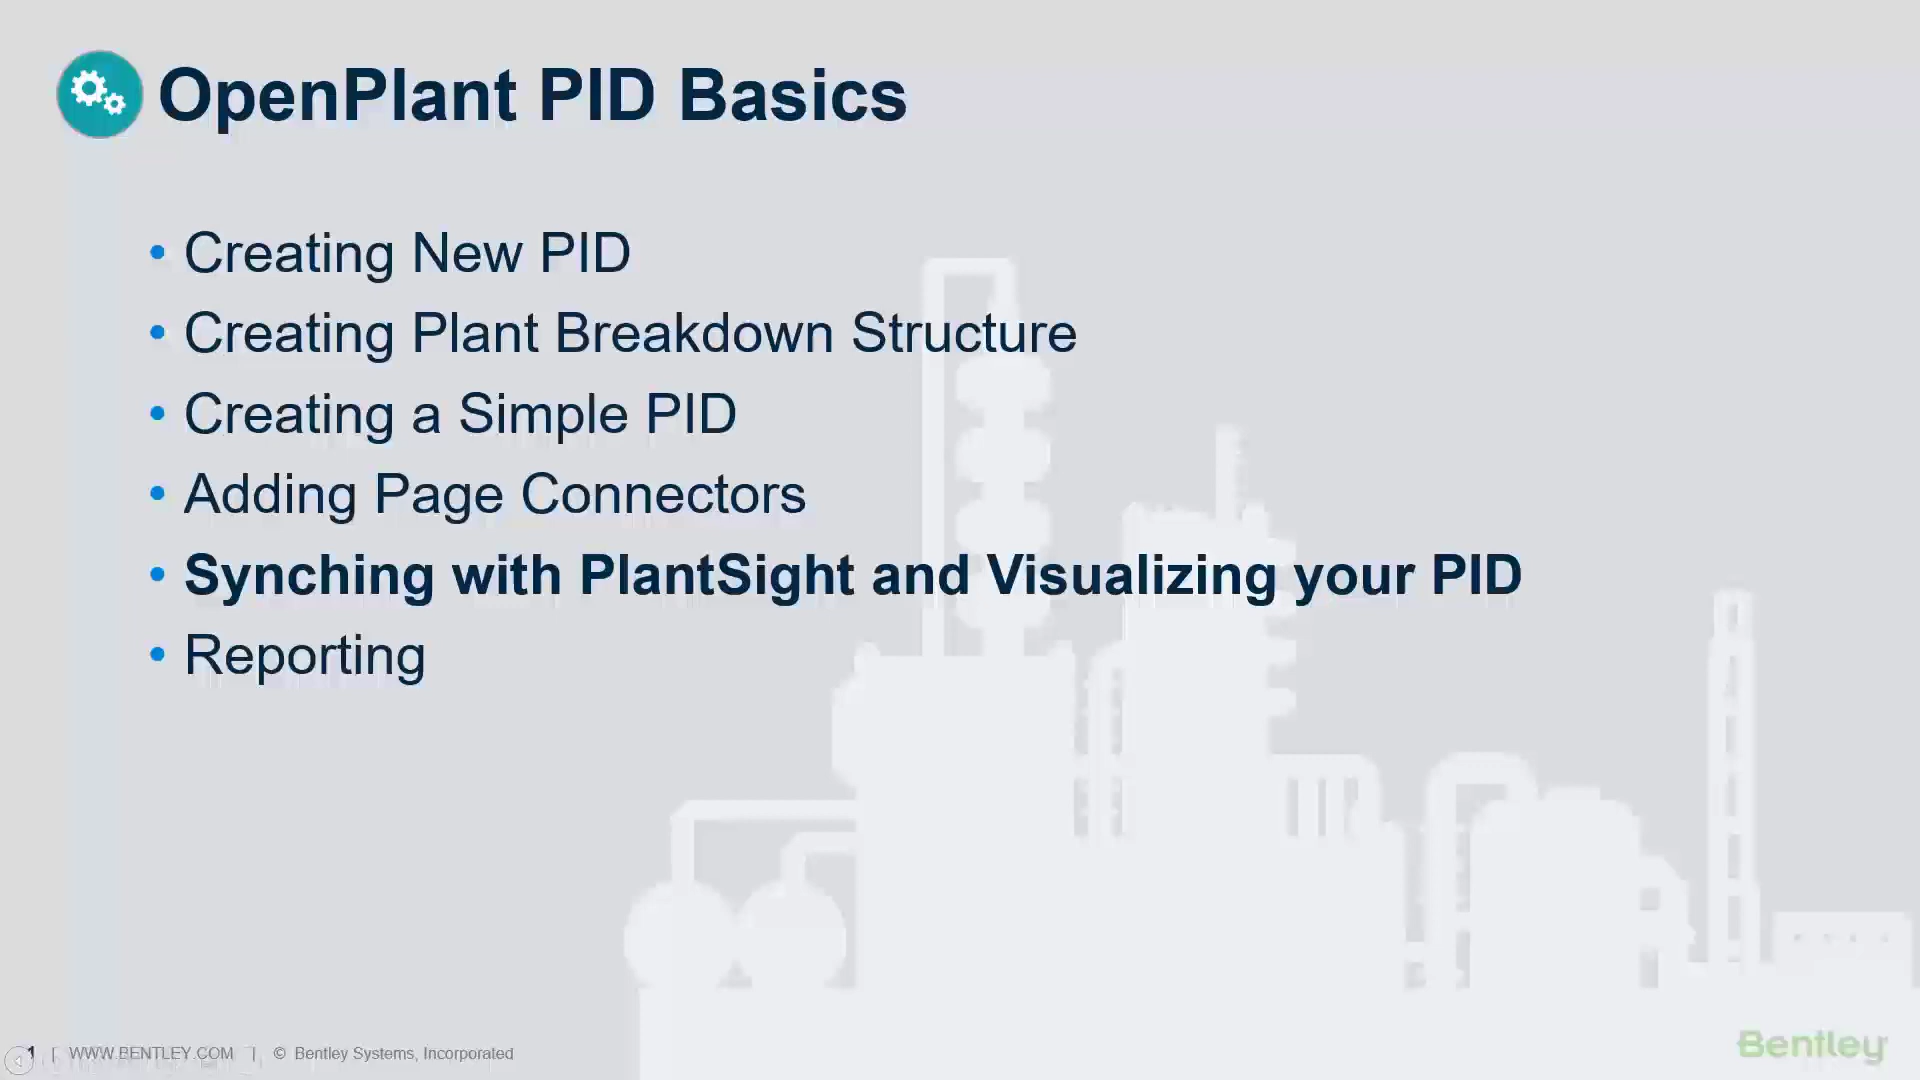 OpenPlant PID Basics
• Creating New PID
• Creating Plant Breakdown Structure
• Creating a Simple PID
• Adding Page Connectors
• Synching with PlantSight and Visualizing your PID
• Reporting
1 | WWW.BENTLEY.COM | © Bentley Systems, Incorporated
Bentley